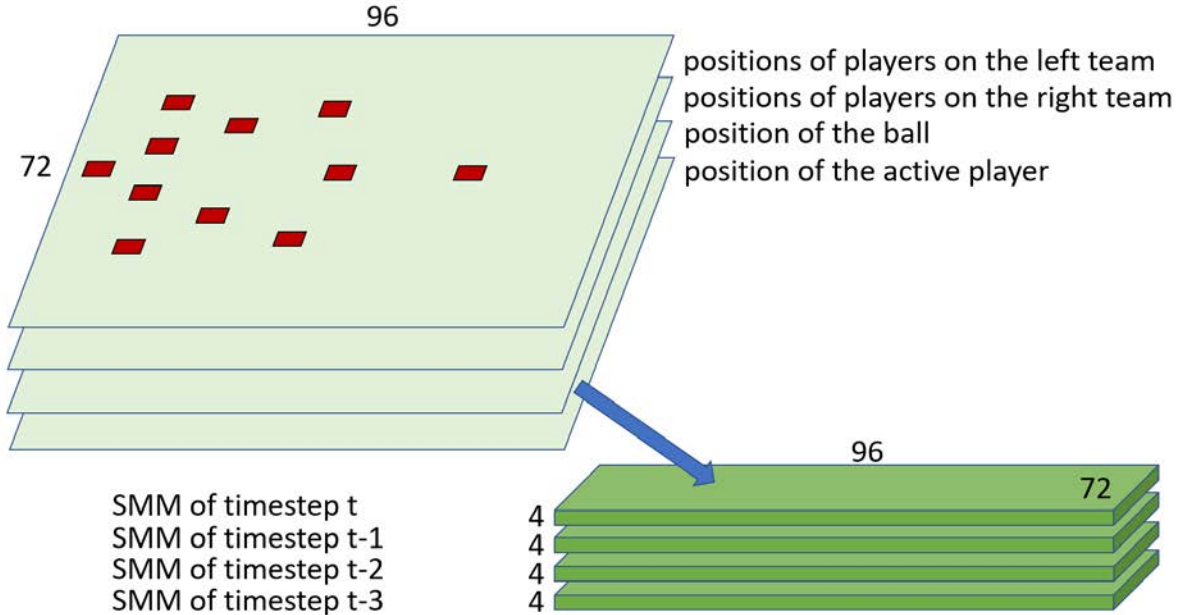 96
positions of players on the left team
positions of players on the right team
position of the ball
72
position of the active player
96
72
SMM of timestep t
4
SMM of timestep t-1
4
SMM of timestep t-2
4
SMM of timestep t-3
4